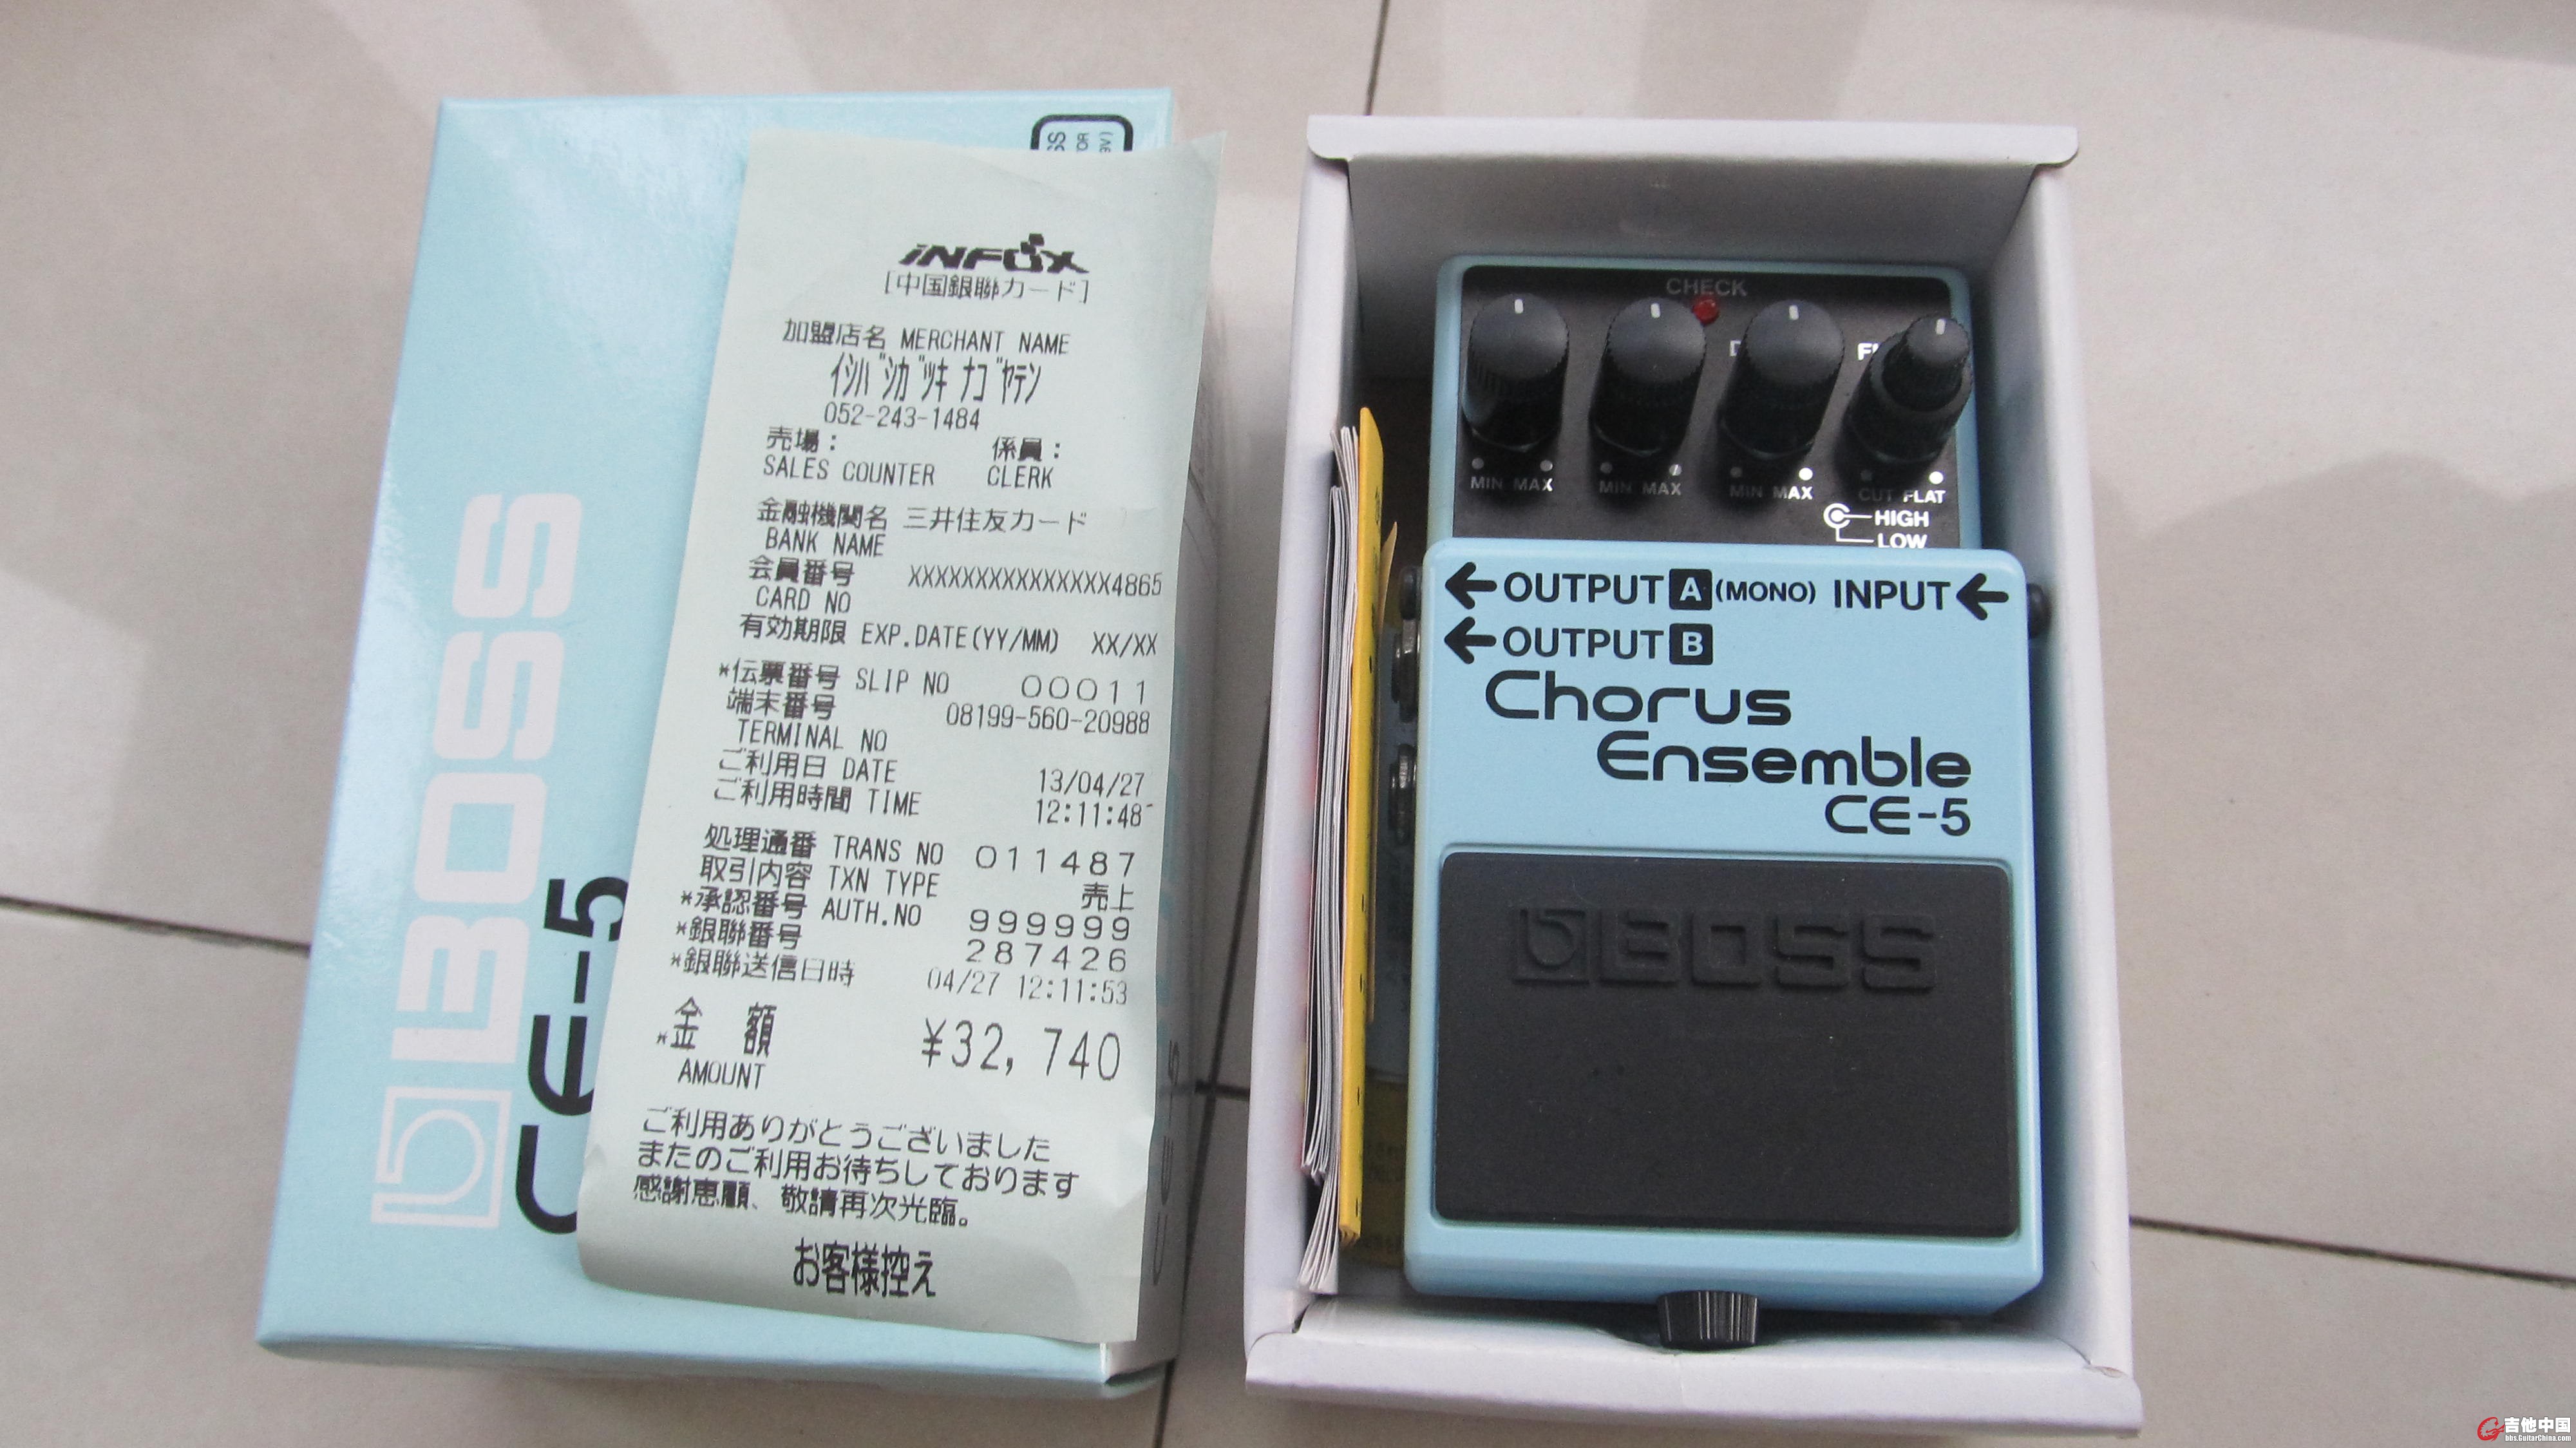 BOSS
CE-5
iNFOX
[中国銀聯カード]
加盟店名 MERCHANT NAME
ｲｼﾊﾞｼｶﾞﾂｷ ﾅｺﾞﾔﾃﾝ
052-243-1484
売場： 係員：
SALES COUNTER CLERK
金融機関名 三井住友カード
BANK NAME
会員番号 XXXXXXXXXXXXXXX4865
CARD NO
有効期限 EXP.DATE(YY/MM) XX/XX
*伝票番号 SLIP NO 00011
端末番号 08199-560-20988
TERMINAL NO
ご利用日 DATE 13/04/27
ご利用時間 TIME 12:11:48
処理通番 TRANS NO 011487
取引内容 TXN TYPE 売上
*承認番号 AUTH.NO 999999
*銀聯番号 287426
*銀聯送信日時 04/27 12:11:53
*金 額 ¥32,740
AMOUNT
ご利用ありがとうございました
またのご利用お待ちしております
感謝恵顧、敬請再次光臨。
お客様控え
CHECK
MIN MAX MIN MAX MIN MAX CUT FLAT
HIGH
LOW
OUTPUT A (MONO) INPUT
OUTPUT B
Chorus
Ensemble
CE-5
BOSS
吉他中国
bbs.GuitarChina.com